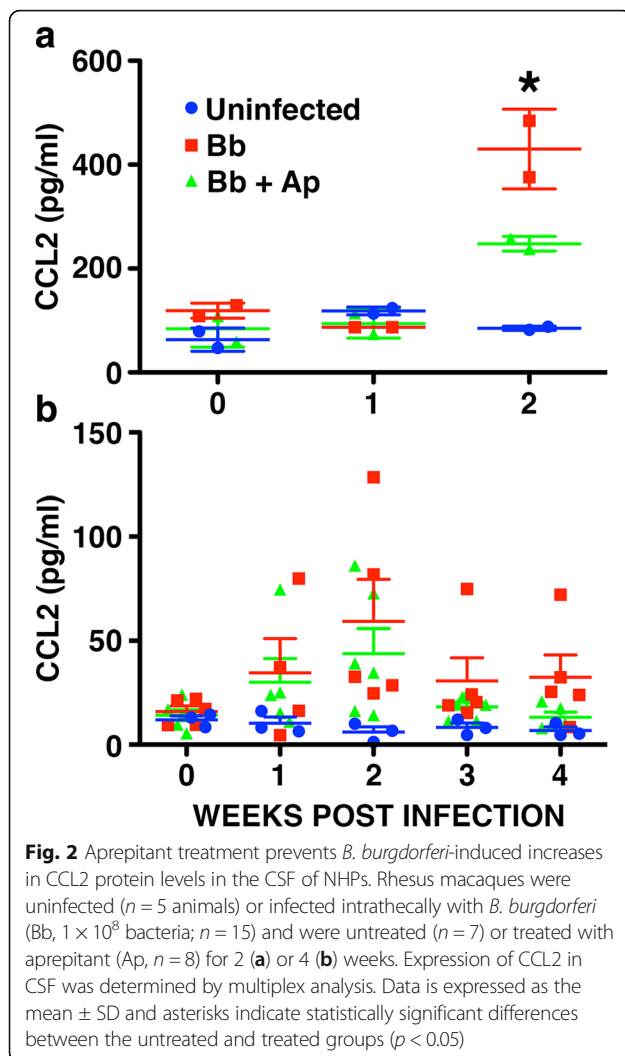 a
600
400
200
0
CCL2 (pg/ml)
Uninfected
Bb
Bb + Ap
*
0 1 2
b
150
100
50
0
CCL2 (pg/ml)
0 1 2 3 4
WEEKS POST INFECTION
Fig. 2 Aprepitant treatment prevents B. burgdorferi-induced increases
in CCL2 protein levels in the CSF of NHPs. Rhesus macaques were
uninfected (n = 5 animals) or infected intrathecally with B. burgdorferi
(Bb, 1 × 10⁸ bacteria; n = 15) and were untreated (n = 7) or treated with
aprepitant (Ap, n = 8) for 2 (a) or 4 (b) weeks. Expression of CCL2 in
CSF was determined by multiplex analysis. Data is expressed as the
mean ± SD and asterisks indicate statistically significant differences
between the untreated and treated groups (p < 0.05)